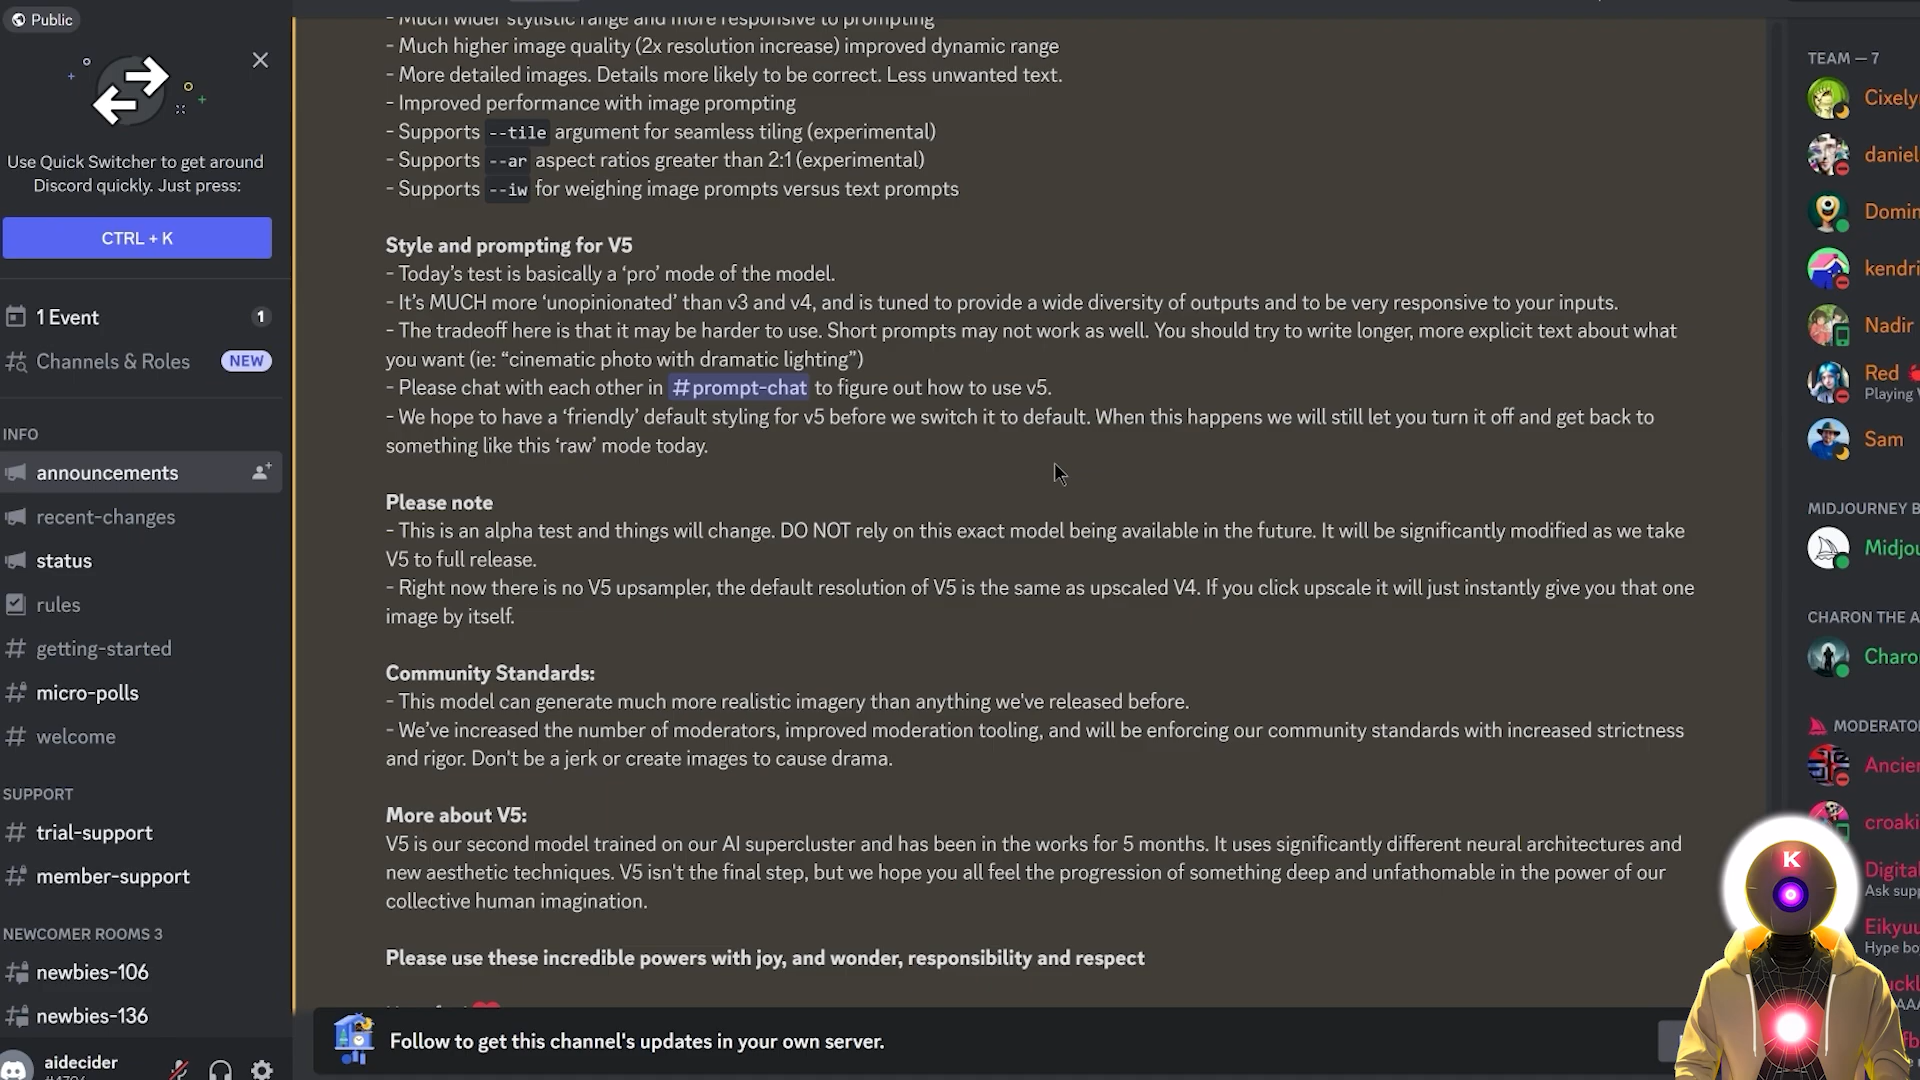 Public
Use Quick Switcher to get around
Discord quickly. Just press:
CTRL + K
1 Event
1
Channels & Roles
NEW
INFO
announcements
recent-changes
status
rules
getting-started
micro-polls
welcome
SUPPORT
trial-support
member-support
NEWCOMER ROOMS 3
newbies-106
newbies-136
aidecider
- Much wider stylistic range and more responsive to prompting
- Much higher image quality (2x resolution increase) improved dynamic range
- More detailed images. Details more likely to be correct. Less unwanted text.
- Improved performance with image prompting
- Supports --tile argument for seamless tiling (experimental)
- Supports --ar aspect ratios greater than 2:1 (experimental)
- Supports --iw for weighing image prompts versus text prompts
Style and prompting for V5
- Today's test is basically a ‘pro’ mode of the model.
- It's MUCH more ‘unopinionated’ than v3 and v4, and is tuned to provide a wide diversity of outputs and to be very responsive to your inputs.
- The tradeoff here is that it may be harder to use. Short prompts may not work as well. You should try to write longer, more explicit text about what
you want (ie: “cinematic photo with dramatic lighting”)
- Please chat with each other in #prompt-chat to figure out how to use v5.
- We hope to have a ‘friendly’ default styling for v5 before we switch it to default. When this happens we will still let you turn it off and get back to
something like this ‘raw’ mode today.
Please note
- This is an alpha test and things will change. DO NOT rely on this exact model being available in the future. It will be significantly modified as we take
V5 to full release.
- Right now there is no V5 upsampler, the default resolution of V5 is the same as upscaled V4. If you click upscale it will just instantly give you that one
image by itself.
Community Standards:
- This model can generate much more realistic imagery than anything we've released before.
- We’ve increased the number of moderators, improved moderation tooling, and will be enforcing our community standards with increased strictness
and rigor. Don't be a jerk or create images to cause drama.
More about V5:
V5 is our second model trained on our AI supercluster and has been in the works for 5 months. It uses significantly different neural architectures and
new aesthetic techniques. V5 isn't the final step, but we hope you all feel the progression of something deep and unfathomable in the power of our
collective human imagination.
Please use these incredible powers with joy, and wonder, responsibility and respect
Follow to get this channel's updates in your own server.
TEAM — 7
Cixely
daniel
Domin
kendri
Nadir
Red
Playing
Sam
MIDJOURNEY B
Midjou
CHARON THE A
Charo
MODERATO
Ancien
croaki
Digital
Ask supp
Eikyuu
Hype bo
K